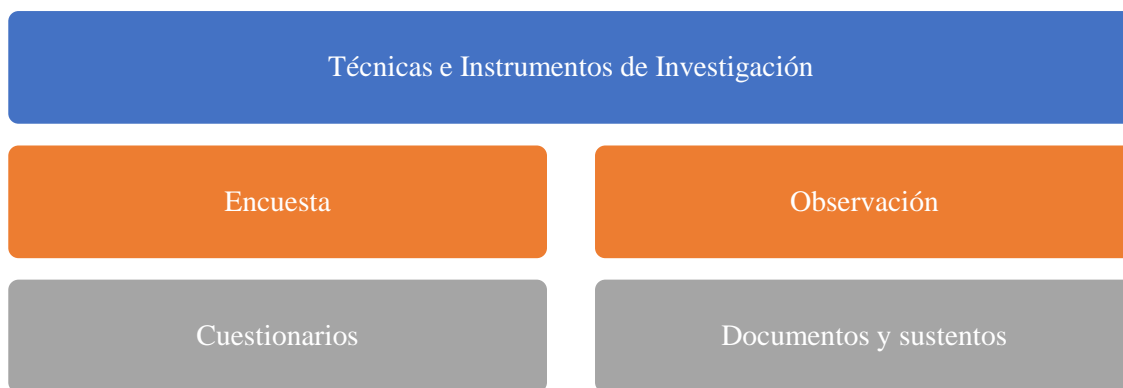 Técnicas e Instrumentos de Investigación
Encuesta
Observación
Cuestionarios
Documentos y sustentos